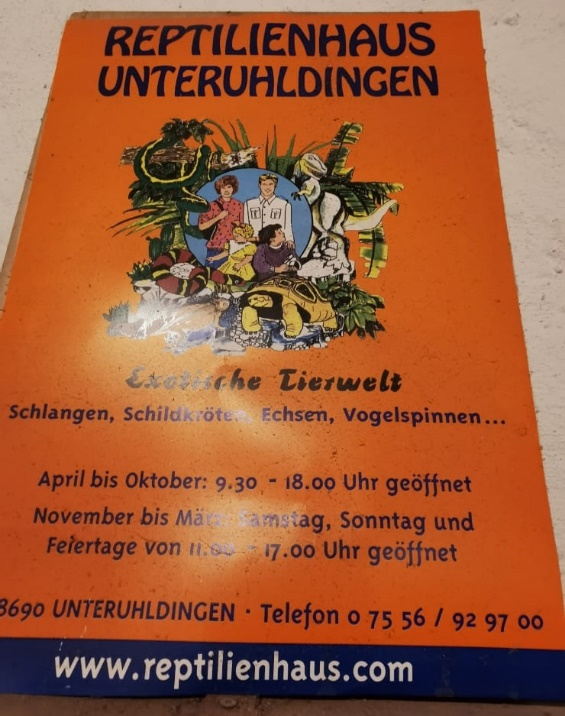 REPTILIENHAUS
UNTERUHLDINGEN
Exotische Tierwelt
Schlangen, Schildkröten, Echsen, Vogelspinnen...
April bis Oktober: 9.30 - 18.00 Uhr geöffnet
November bis März: Samstag, Sonntag und
Feiertage von 11.00 - 17.00 Uhr geöffnet
8690 UNTERUHLDINGEN · Telefon 0 75 56 / 92 97 00
www.reptilienhaus.com